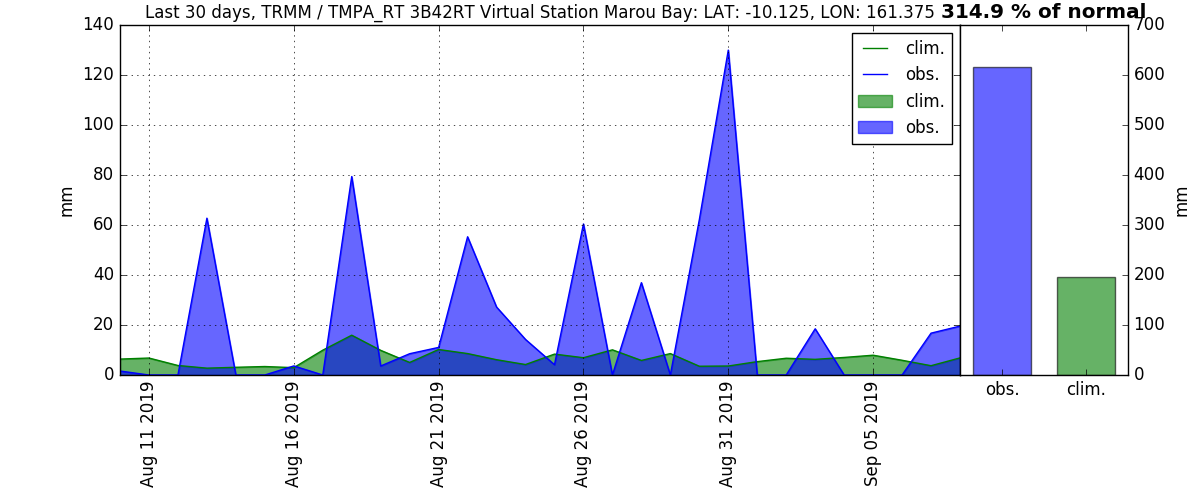 Last 30 days, TRMM / TMPA_RT 3B42RT Virtual Station Marou Bay: LAT: -10.125, LON: 161.375 314.9 % of normal
mm
140
120
100
80
60
40
20
0
clim.
obs.
clim.
obs.
Aug 11 2019
Aug 16 2019
Aug 21 2019
Aug 26 2019
Aug 31 2019
Sep 05 2019
700
600
500
400
300
200
100
0
mm
obs.
clim.